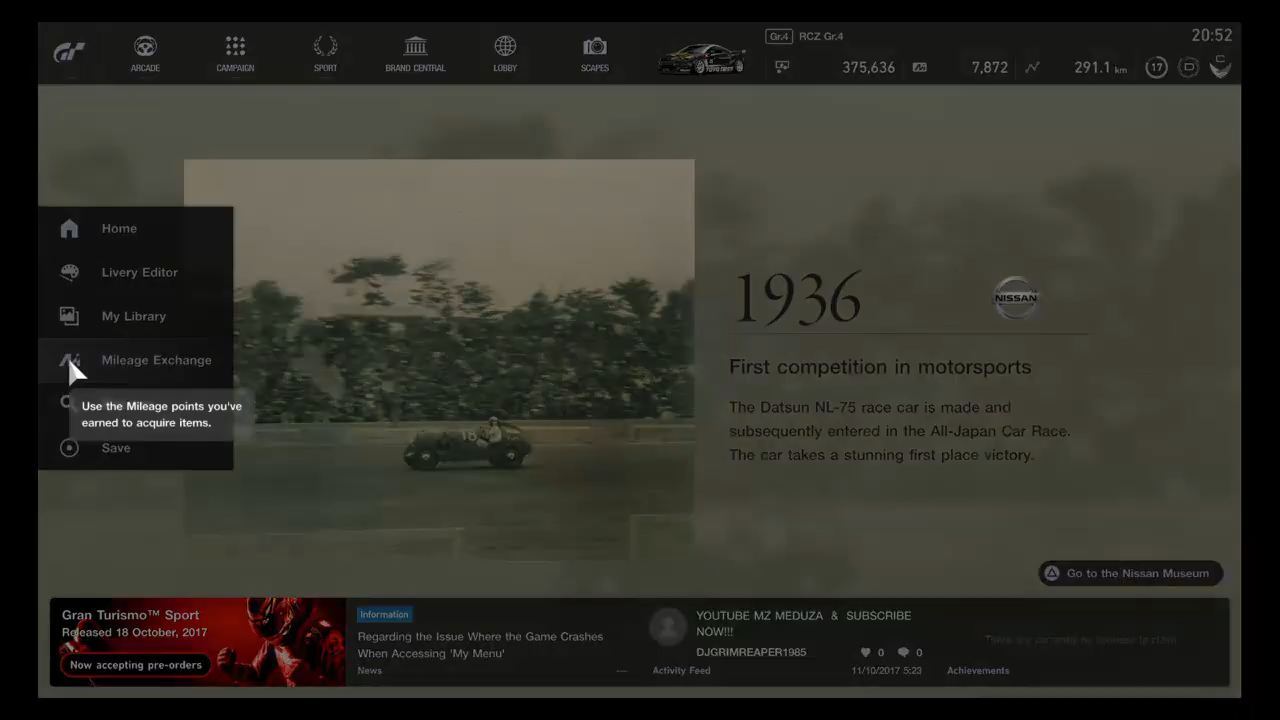 GT
ARCADE
CAMPAIGN
SPORT
BRAND CENTRAL
LOBBY
SCAPES
Gr.4 RCZ Gr.4
20:52
375,636
7,872
291.1 km
17
D
C
Home
Livery Editor
My Library
Mileage Exchange
Use the Mileage points you've
earned to acquire items.
Save
18
1936
NISSAN
First competition in motorsports
The Datsun NL-75 race car is made and
subsequently entered in the All-Japan Car Race.
The car takes a stunning first place victory.
Go to the Nissan Museum
Gran Turismo™ Sport
Released 18 October, 2017
Now accepting pre-orders
Information
Regarding the Issue Where the Game Crashes
When Accessing 'My Menu'
News
YOUTUBE MZ MEDUZA & SUBSCRIBE
NOW!!!
DJGRIMREAPER1985
0 0
Activity Feed
11/10/2017 5:23
There are currently no
Achievements